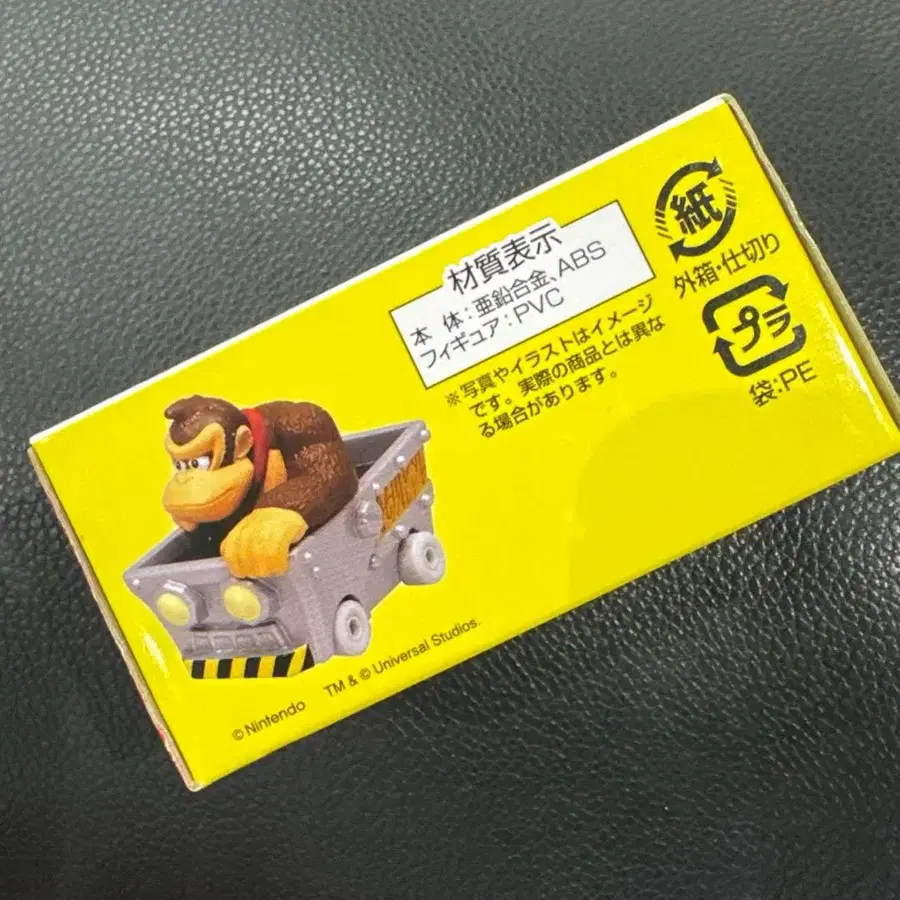 材質表示
本 体：亜鉛合金、ABS
フィギュア：PVC
※写真やイラストはイメージ
です。実際の商品とは異な
る場合があります。
紙
外箱・仕切り
プラ
袋：PE
© Nintendo
TM & © Universal Studios.